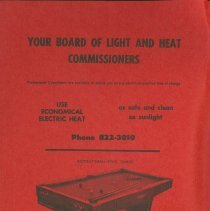 YOUR BOARD OF LIGHT AND HEAT
COMMISSIONERS
USE
ECONOMICAL
ELECTRIC HEAT
as safe and clean
as sunlight
Phone 822-3019